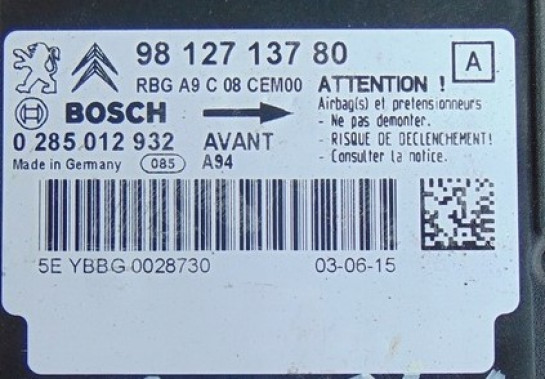 98 127 137 80
A
RBG A9 C 08 CEM00
ATTENTION !
BOSCH
Airbag(s) et pretensionneurs
- Ne pas demonter.
0 285 012 932 AVANT
- RISQUE DE DECLENCHEMENT!
Made in Germany 085 A94
- Consulter la notice.
5E YBBG 0028730 03-06-15